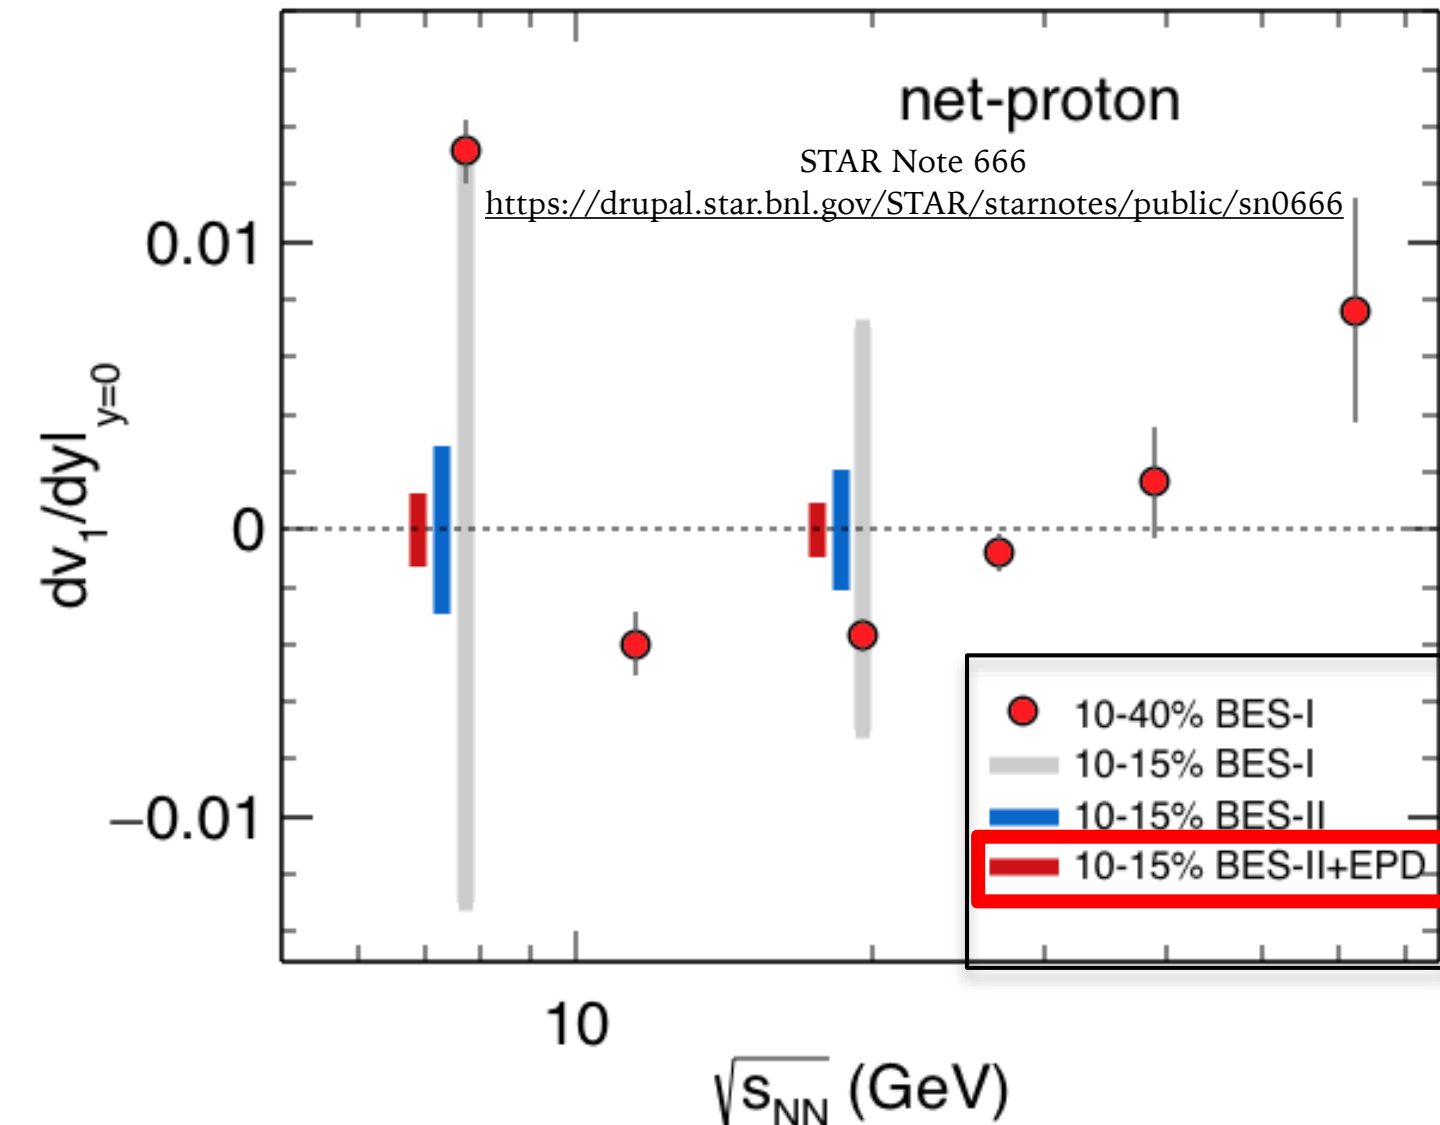 net-proton
STAR Note 666
https://drupal.star.bnl.gov/STAR/starnotes/public/sn0666
0.01
0
−0.01
dv1/dy|y=0
10-40% BES-I
10-15% BES-I
10-15% BES-II
10-15% BES-II+EPD
10
√sNN (GeV)